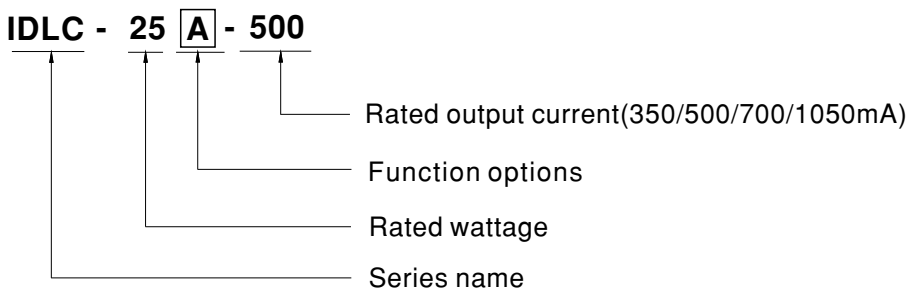 IDLC - 25 A - 500
Rated output current(350/500/700/1050mA)
Function options
Rated wattage
Series name